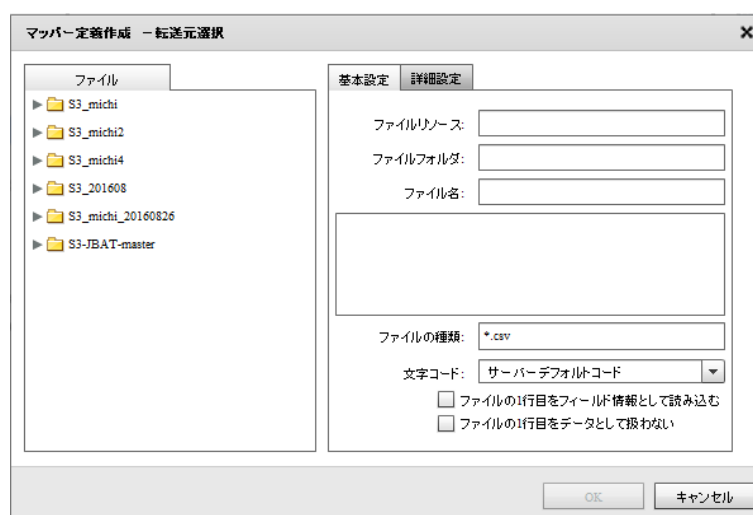 マッパー定義作成 －転送元選択
ファイル
S3_michi
S3_michi2
S3_michi4
S3_201608
S3_michi_20160826
S3-JBAT-master
基本設定 詳細設定
ファイルリソース:
ファイルフォルダ:
ファイル名:
ファイルの種類: *.csv
文字コード: サーバーデフォルトコード
ファイルの1行目をフィールド情報として読み込む
ファイルの1行目をデータとして扱わない
OK キャンセル